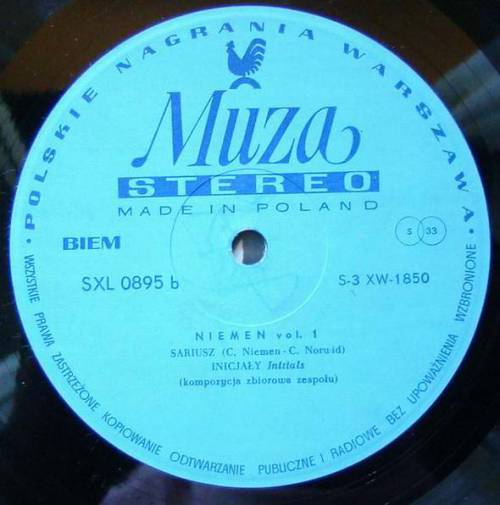 • POLSKIE NAGRANIA WARSZAWA •
Muza
STEREO
MADE IN POLAND
BIEM
S 33
SXL 0895 b
S-3 XW-1850
NIEMEN vol. 1
SARIUSZ (C. Niemen - C. Norwid)
INICJAŁY Initials
(kompozycja zbiorowa zespołu)
WSZYSTKIE PRAWA ZASTRZEŻONE KOPIOWANIE ODTWARZANIE PUBLICZNE I RADIOWE BEZ UPOWAŻNIENIA WZBRONIONE